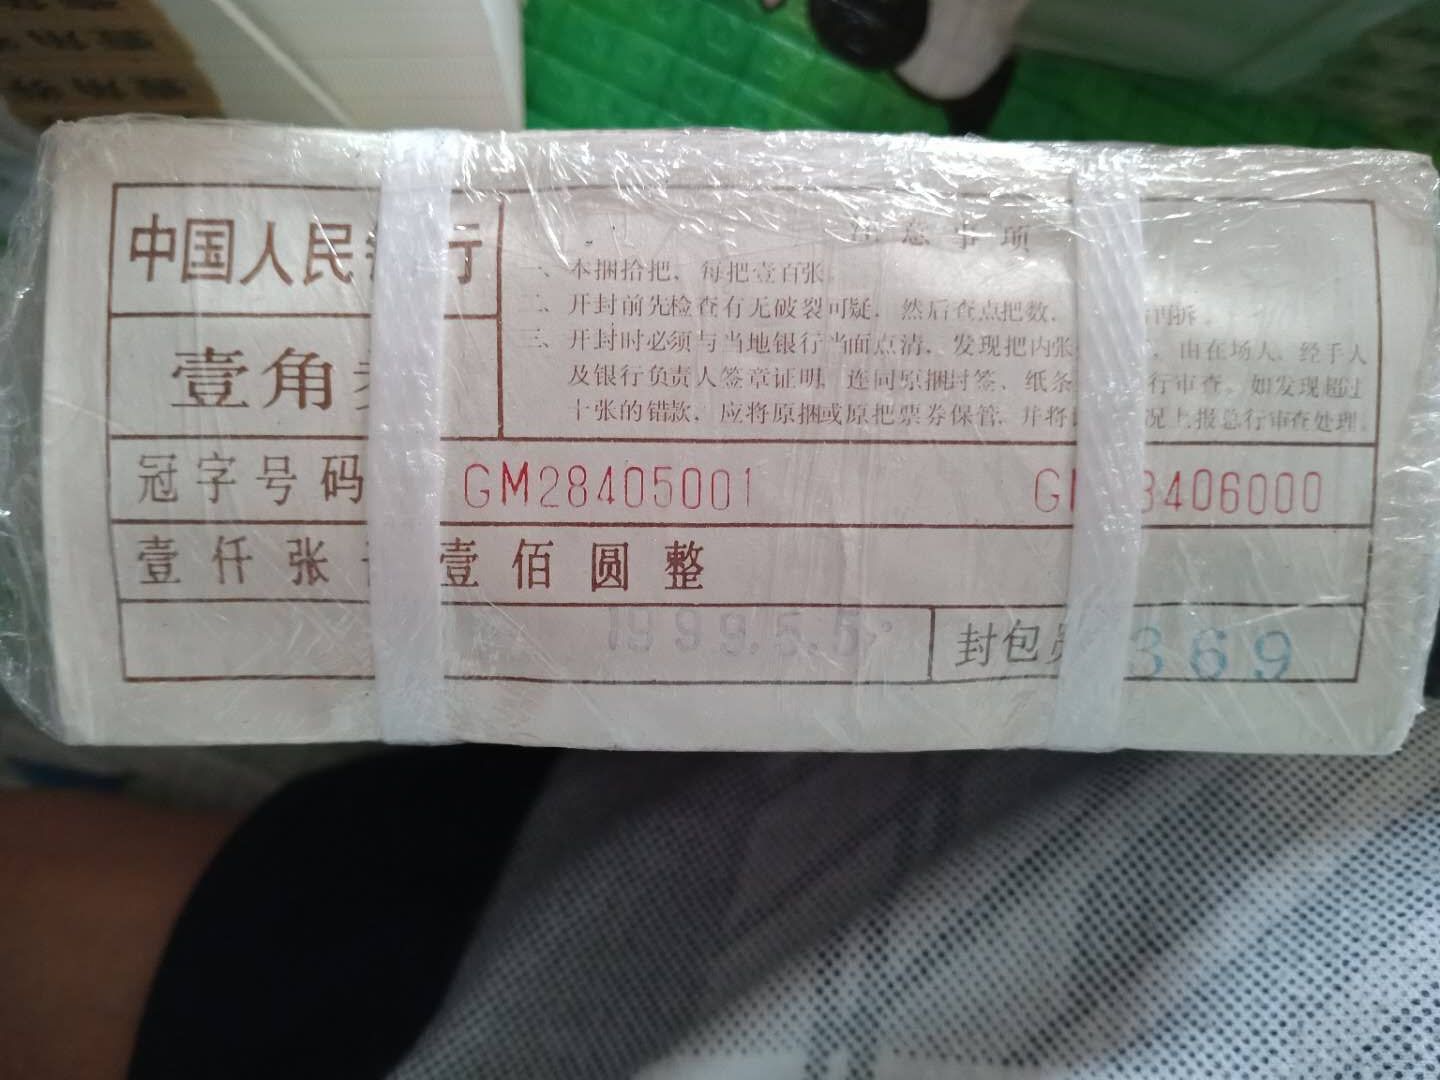 中国人民 行
注意事项
一、本捆拾把,每把壹百张。
二、开封前先检查有无破裂可疑,然后查点把数,
三、开封时必须与当地银行当面点清,发现把内张 由在场人、经手人
及银行负责人签章证明,连同原捆封签、纸条 行审查。如发现超过
十张的错款,应将原捆或原把票券保管,并将 况上报总行审查处理。
壹角
冠字号码 GM28405001 G 8406000
壹仟张 壹佰圆整
1999.5.5
封包 369